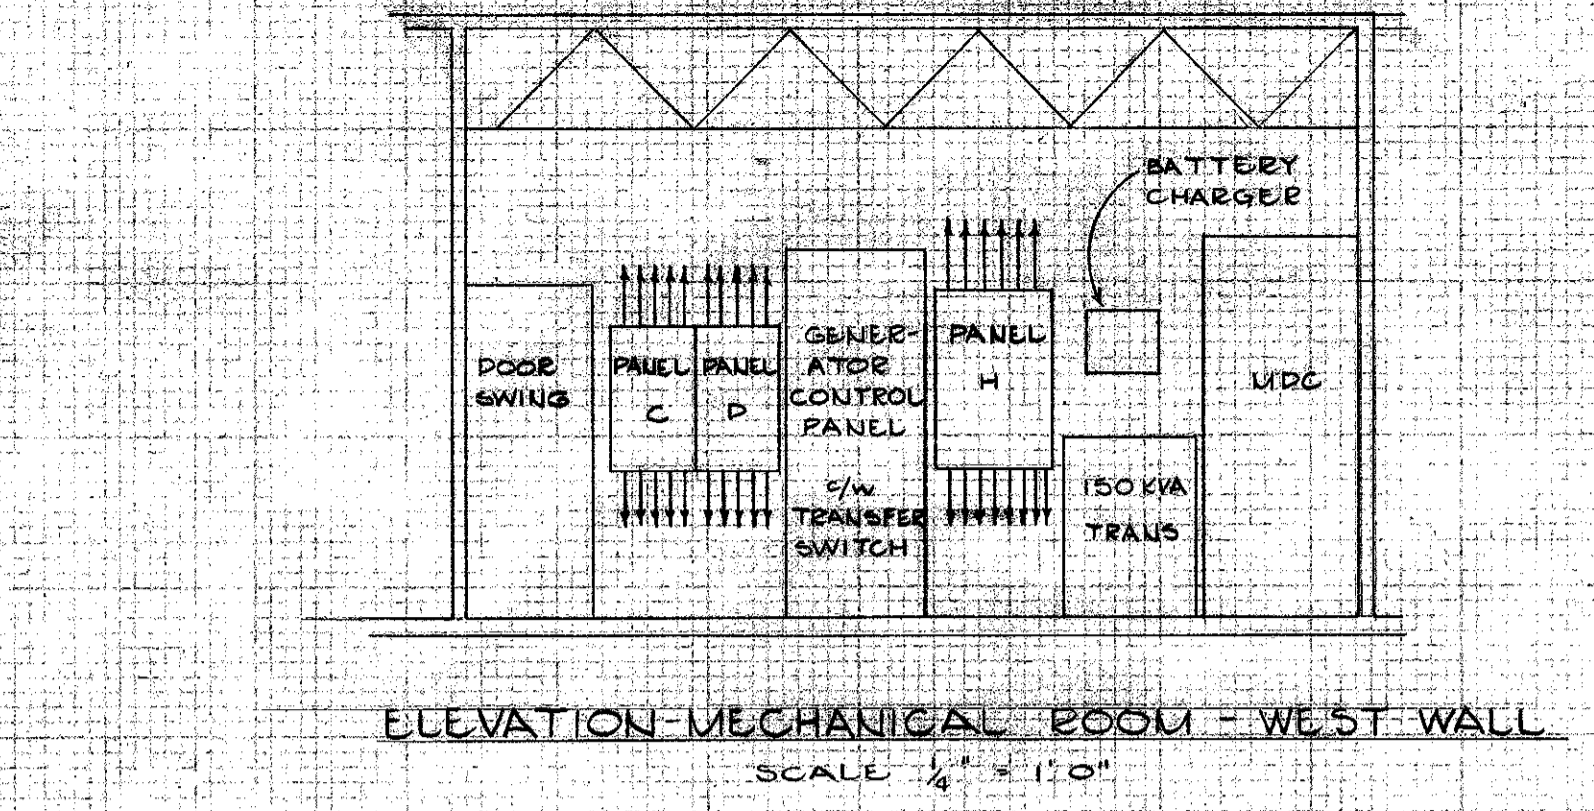 BATTERY
CHARGER
DOOR
SWING
PANEL
C
PANEL
D
GENER-
ATOR
CONTROL
PANEL
c/w
TRANSFER
SWITCH
PANEL
H
150 KVA
TRANS
MDC
ELEVATION-MECHANICAL ROOM - WEST WALL
SCALE 1/4" = 1' 0"